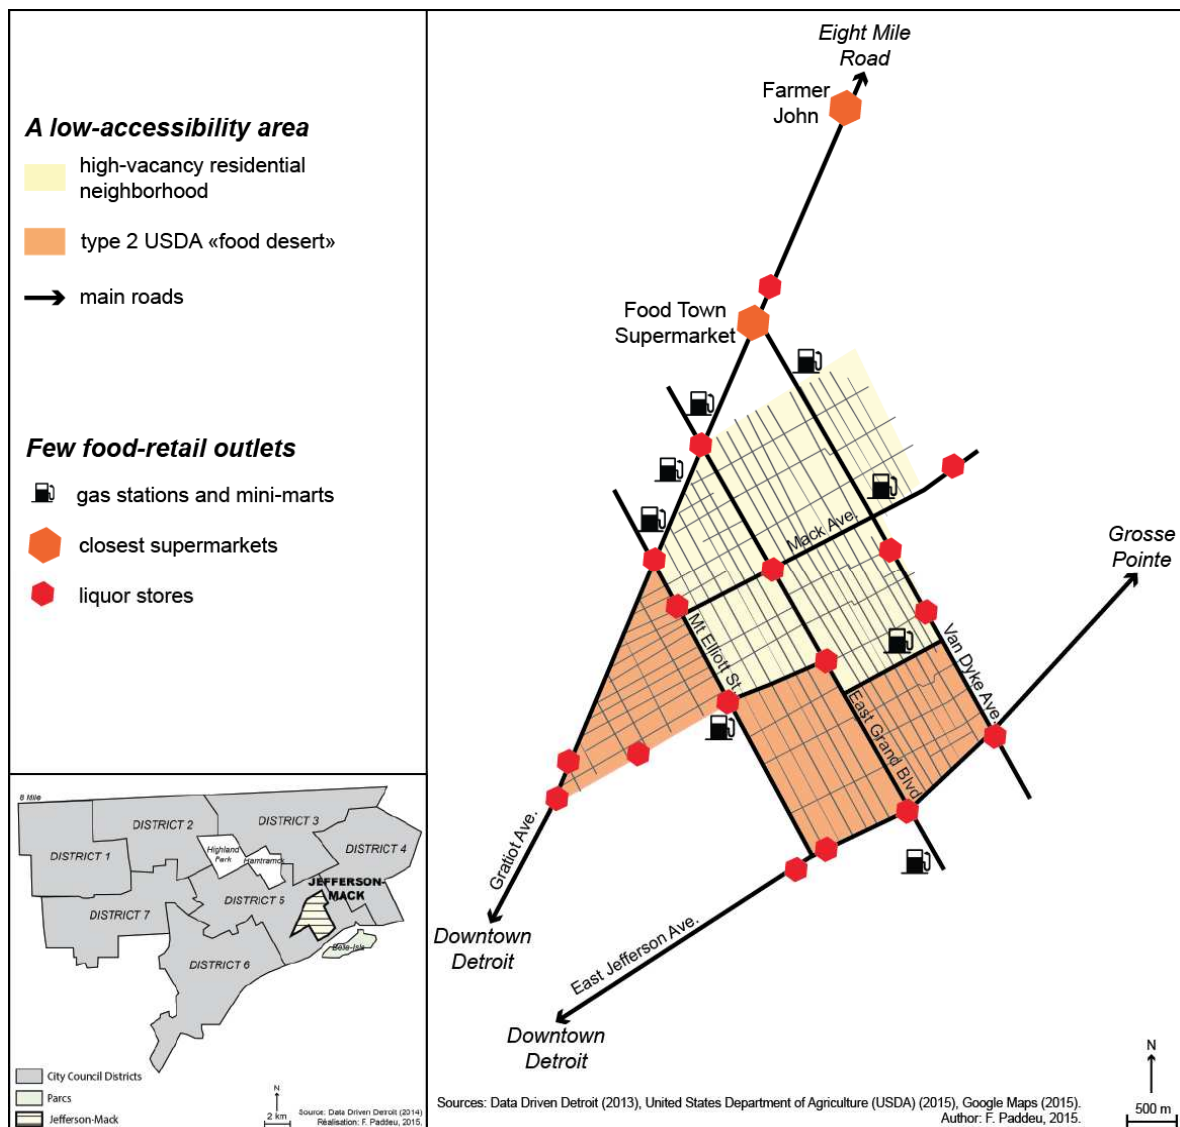 A low-accessibility area
high-vacancy residential
neighborhood
type 2 USDA «food desert»
main roads
Few food-retail outlets
gas stations and mini-marts
closest supermarkets
liquor stores
Eight Mile
Road
Farmer
John
Food Town
Supermarket
Mack Ave.
Grosse
Pointe
Mt Elliott St.
Van Dyke Ave.
East Grand Blvd
Gratiot Ave.
Downtown
Detroit
East Jefferson Ave.
Downtown
Detroit
N
500 m
Sources: Data Driven Detroit (2013), United States Department of Agriculture (USDA) (2015), Google Maps (2015).
Author: F. Paddeu, 2015.
8 Mile
DISTRICT 1
DISTRICT 2
DISTRICT 3
DISTRICT 4
Highland
Park
Hamtramck
JEFFERSON-
MACK
DISTRICT 5
DISTRICT 7
DISTRICT 6
Belle-Isle
City Council Districts
Parcs
Jefferson-Mack
N
2 km
Source: Data Driven Detroit (2014)
Réalisation: F. Paddeu, 2015.